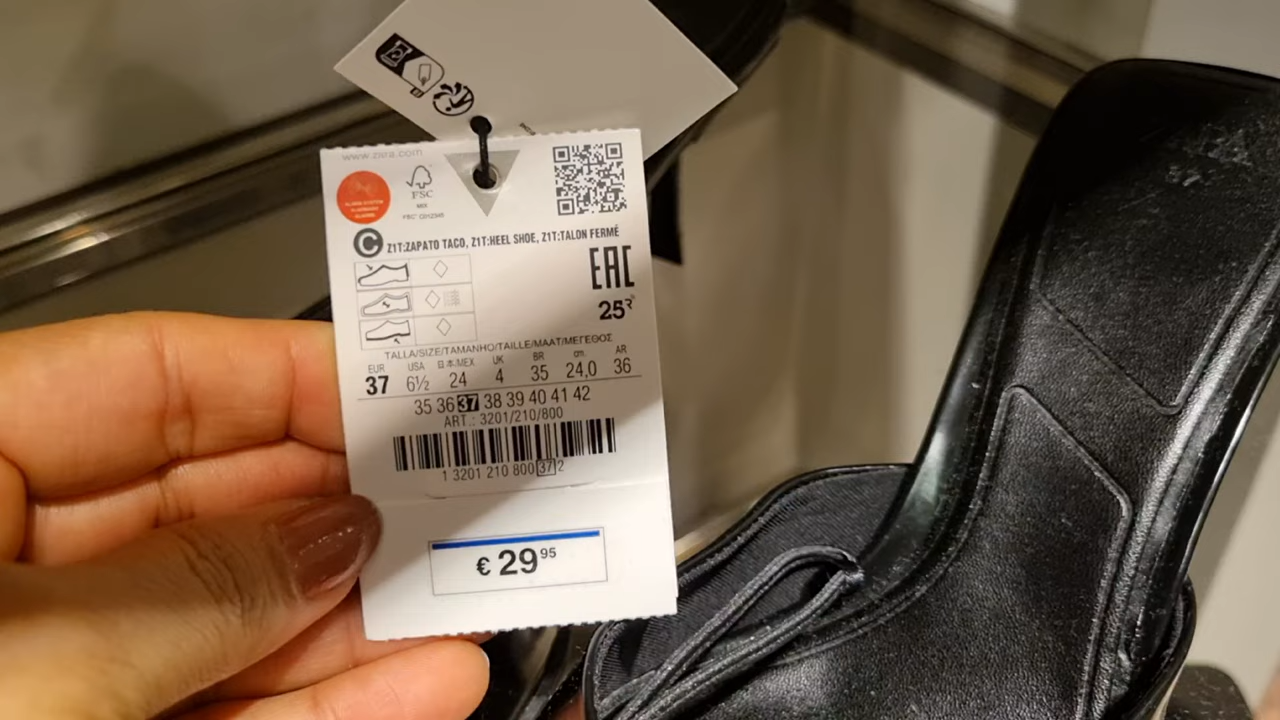 www.zara.com
FSC
MIX
C
Z1T:ZAPATO TACO, Z1T:HEEL SHOE, Z1T:TALON FERMÉ
EAC
25
TALLA/SIZE/TAMANHO/TAILLE/MAAT/ΜΕΓΕΘΟΣ
EUR USA 日本/MEX UK BR cm. AR
37 6½ 24 4 35 24,0 36
35 36 37 38 39 40 41 42
ART.: 3201/210/800
1 3201 210 800 37 2
€ 29 95